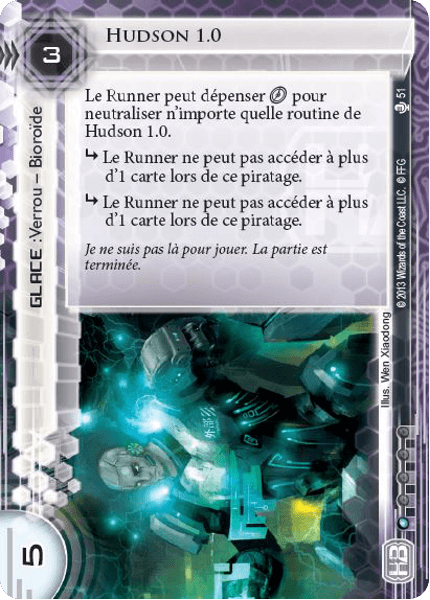 3
Hudson 1.0
Le Runner peut dépenser pour
neutraliser n'importe quelle routine de
Hudson 1.0.
Le Runner ne peut pas accéder à plus
d'1 carte lors de ce piratage.
Le Runner ne peut pas accéder à plus
d'1 carte lors de ce piratage.
Je ne suis pas là pour jouer. La partie est
terminée.
GLACE : Verrou – Bioroïde
51
© 2013 Wizards of the Coast LLC. © FFG
Illus. Wen Xiaodong
外部
5
HB